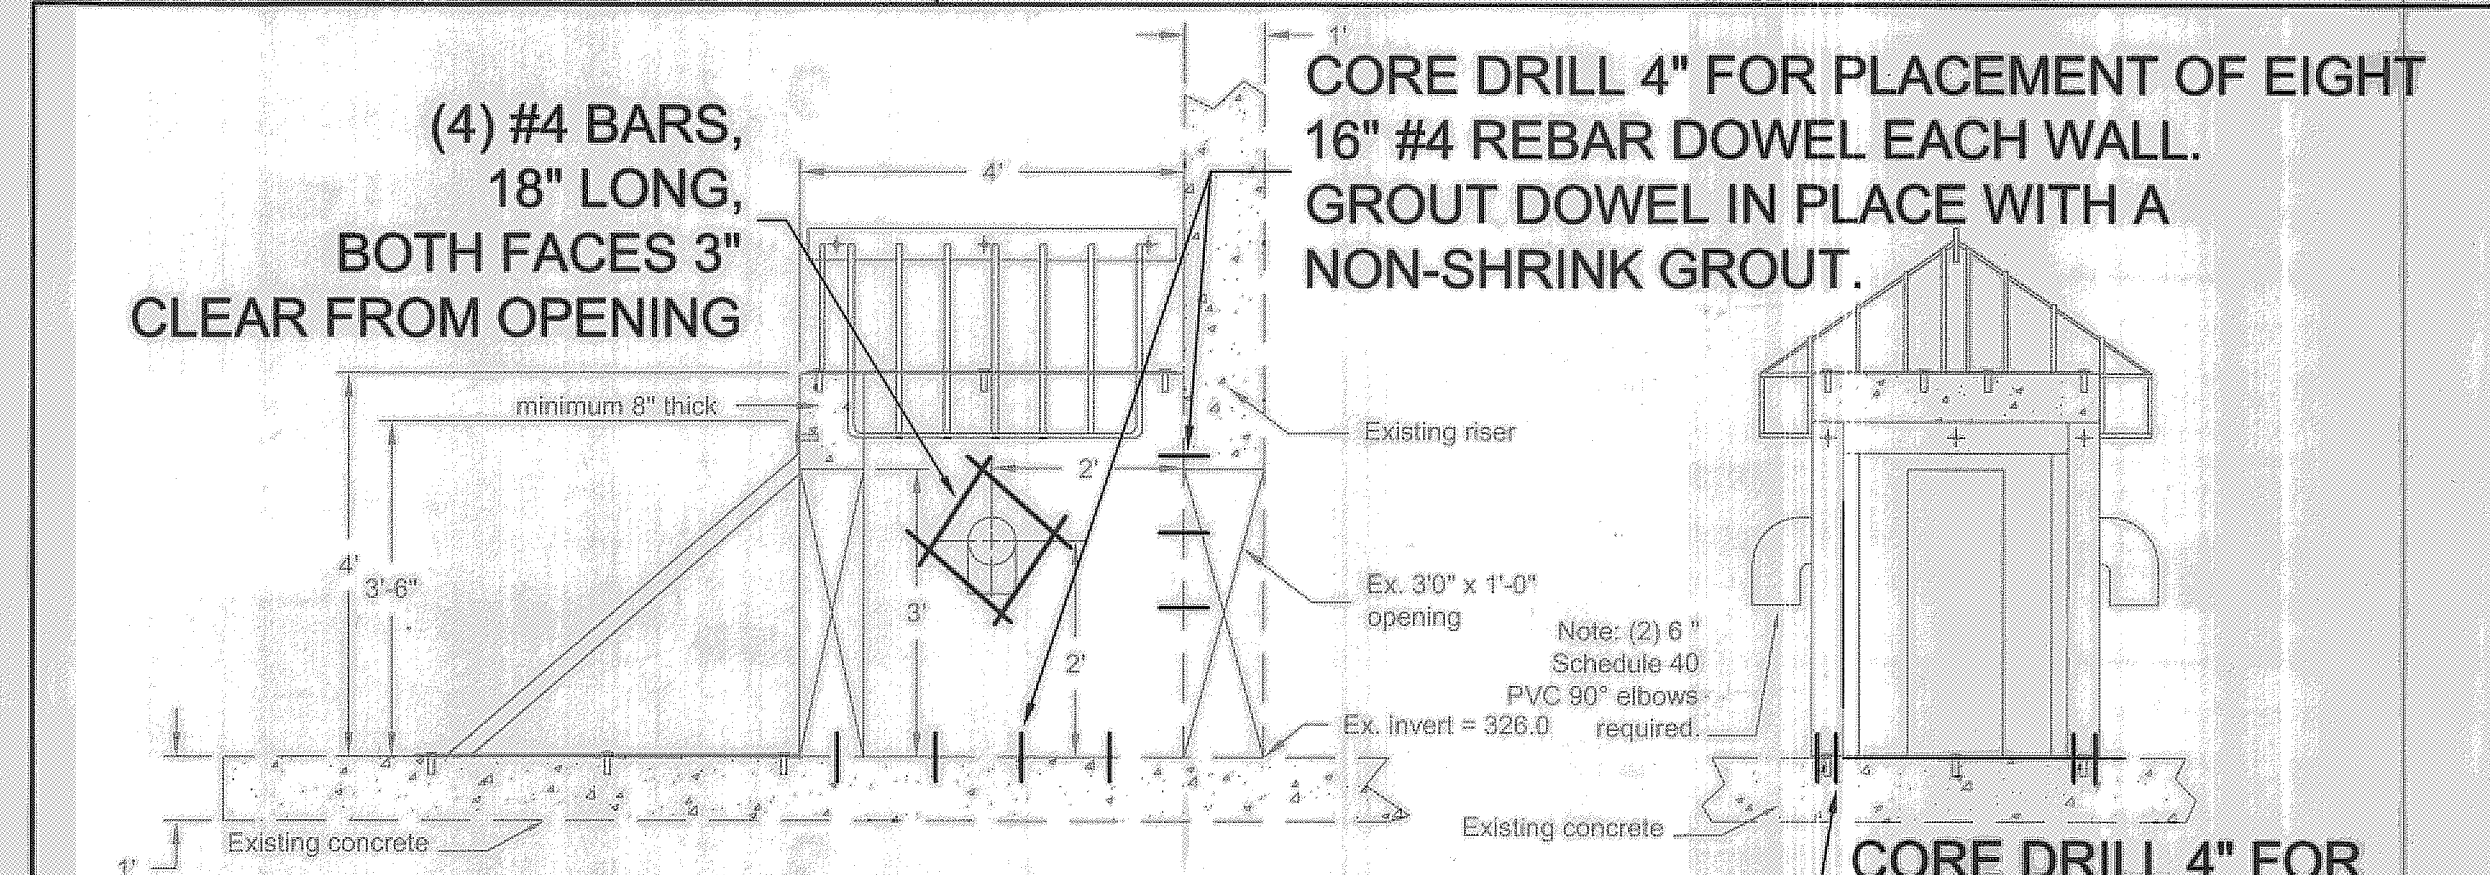 1'
CORE DRILL 4" FOR PLACEMENT OF EIGHT
16" #4 REBAR DOWEL EACH WALL.
GROUT DOWEL IN PLACE WITH A
NON-SHRINK GROUT.
(4) #4 BARS,
18" LONG,
BOTH FACES 3"
CLEAR FROM OPENING
4'
minimum 8" thick
Existing riser
2'
4'
3'-6"
3'
2'
Ex. 3'0" x 1'-0"
opening
Note: (2) 6 "
Schedule 40
PVC 90° elbows
required.
Ex. invert = 326.0
Existing concrete
1'
Existing concrete
CORE DRILL 4" FOR